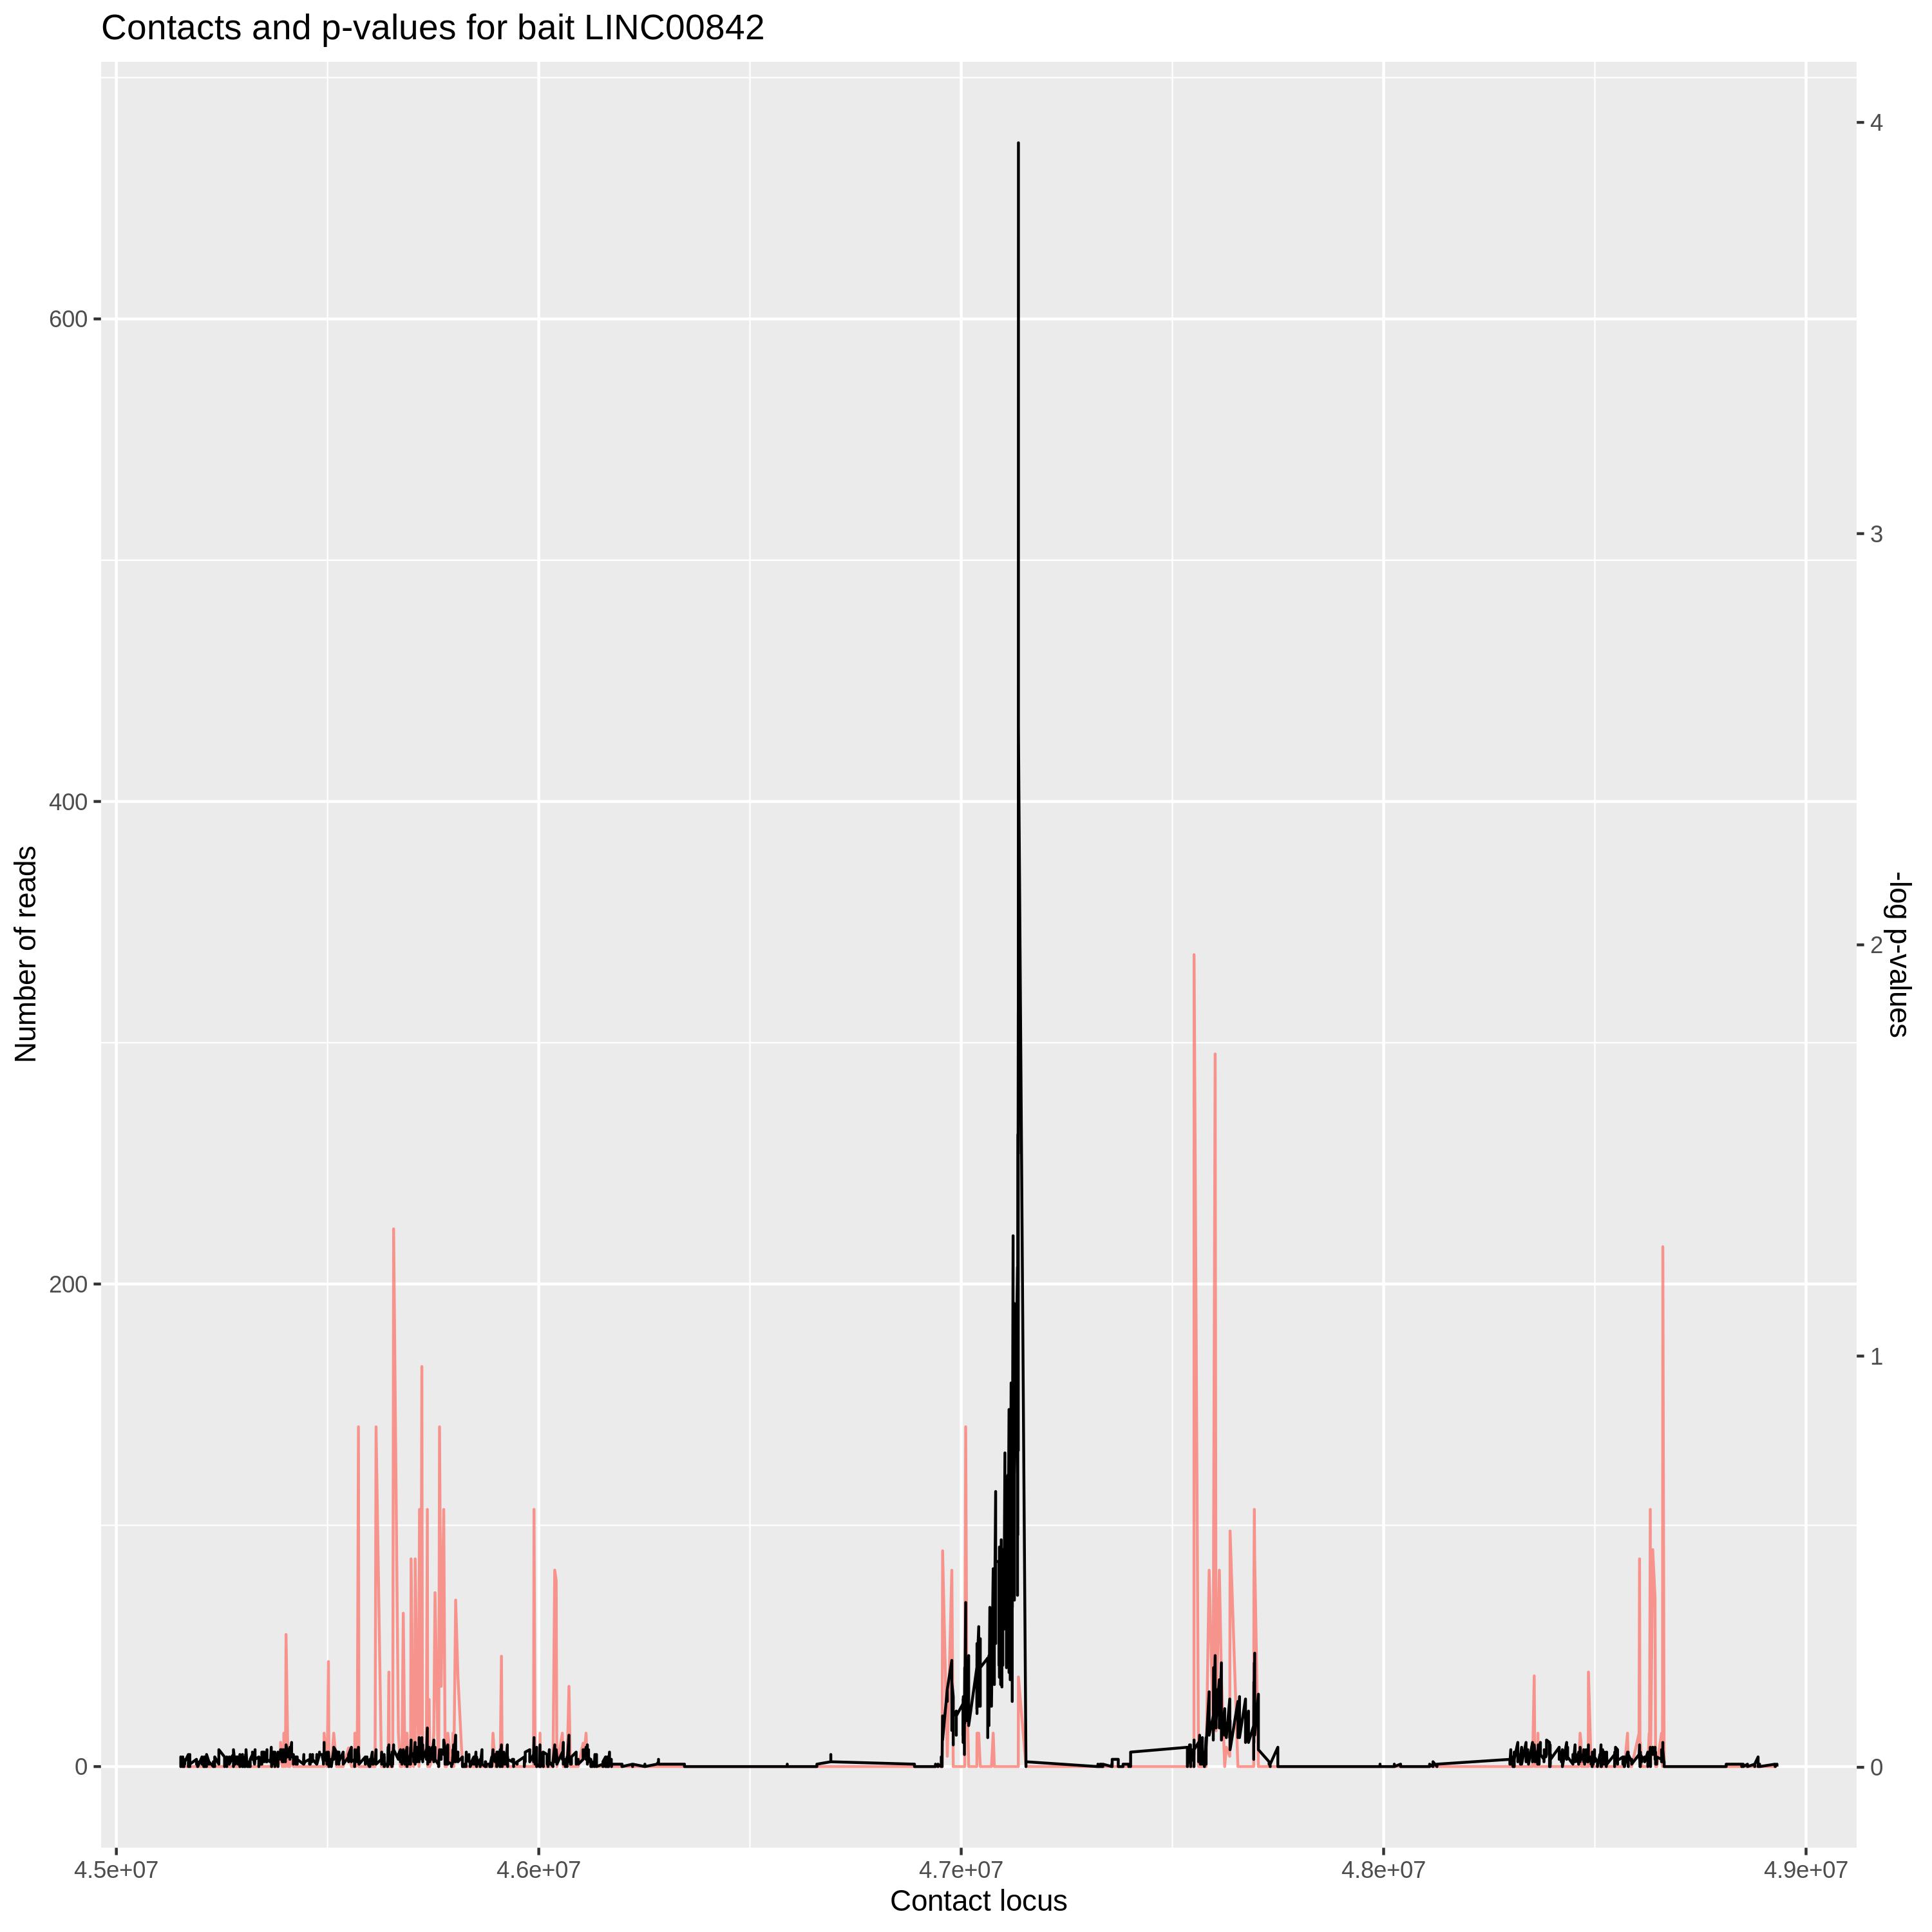 Contacts and p-values for bait LINC00842
Number of reads
600
400
200
0
4
3
2
1
0
-log p-values
4.5e+07
4.6e+07
4.7e+07
4.8e+07
4.9e+07
Contact locus